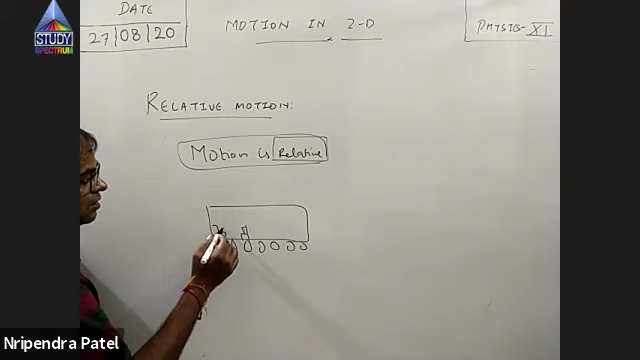 STUDY
SPECTRUM
DATE
27/08/20
MOTION IN 2-D
PHYSICS-XI
RELATIVE MOTION:
Motion is Relative
Nripendra Patel